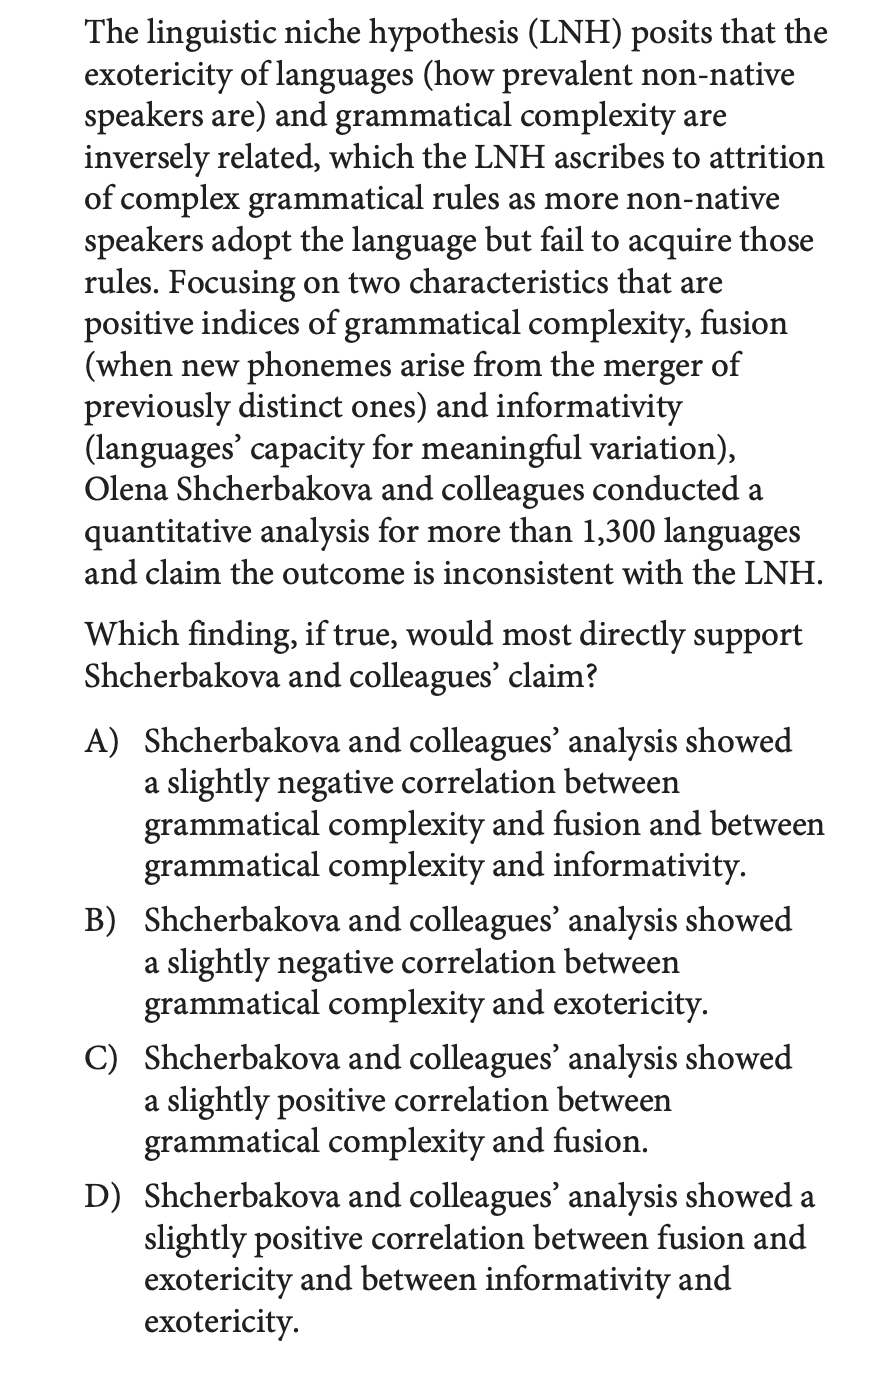 The linguistic niche hypothesis (LNH) posits that the
exotericity of languages (how prevalent non-native
speakers are) and grammatical complexity are
inversely related, which the LNH ascribes to attrition
of complex grammatical rules as more non-native
speakers adopt the language but fail to acquire those
rules. Focusing on two characteristics that are
positive indices of grammatical complexity, fusion
(when new phonemes arise from the merger of
previously distinct ones) and informativity
(languages’ capacity for meaningful variation),
Olena Shcherbakova and colleagues conducted a
quantitative analysis for more than 1,300 languages
and claim the outcome is inconsistent with the LNH.
Which finding, if true, would most directly support
Shcherbakova and colleagues’ claim?
A) Shcherbakova and colleagues’ analysis showed
a slightly negative correlation between
grammatical complexity and fusion and between
grammatical complexity and informativity.
B) Shcherbakova and colleagues’ analysis showed
a slightly negative correlation between
grammatical complexity and exotericity.
C) Shcherbakova and colleagues’ analysis showed
a slightly positive correlation between
grammatical complexity and fusion.
D) Shcherbakova and colleagues’ analysis showed a
slightly positive correlation between fusion and
exotericity and between informativity and
exotericity.